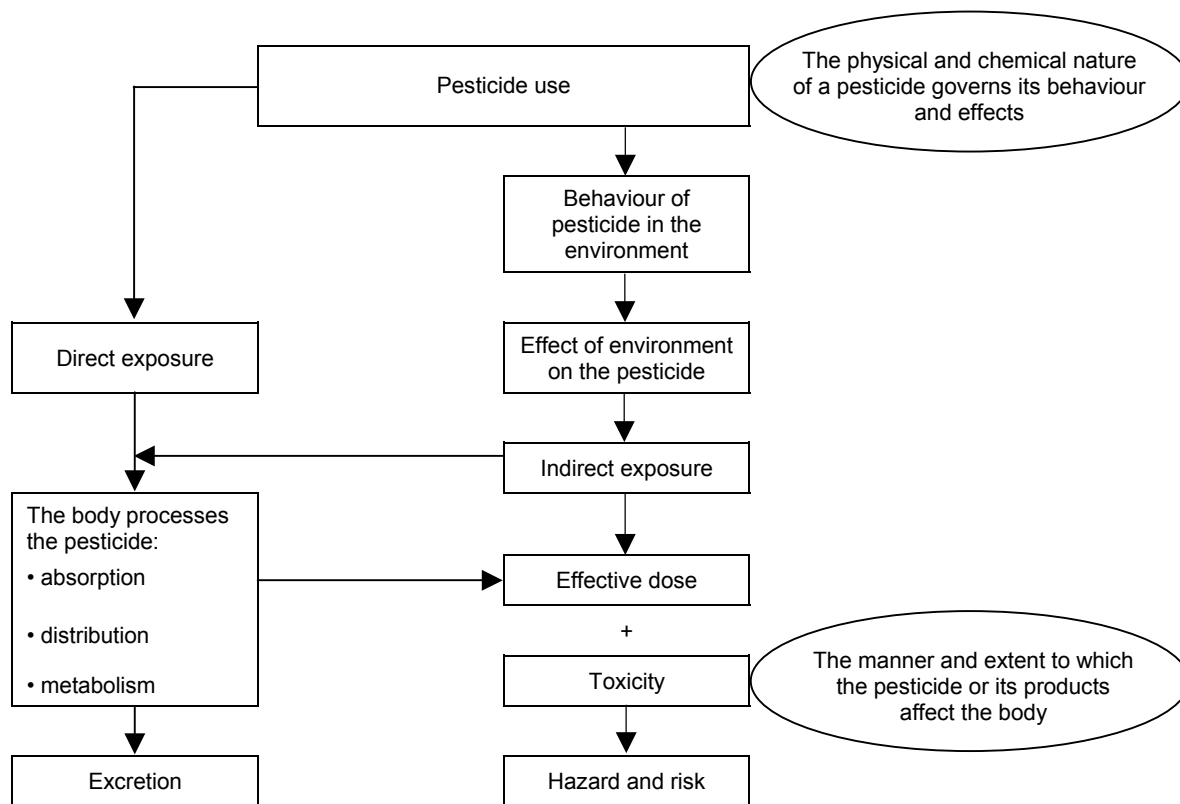 Pesticide use
The physical and chemical nature
of a pesticide governs its behaviour
and effects
Behaviour of
pesticide in the
environment
Direct exposure
Effect of environment
on the pesticide
Indirect exposure
The body processes
the pesticide:
• absorption
• distribution
• metabolism
Effective dose
+
Toxicity
The manner and extent to which
the pesticide or its products
affect the body
Excretion
Hazard and risk